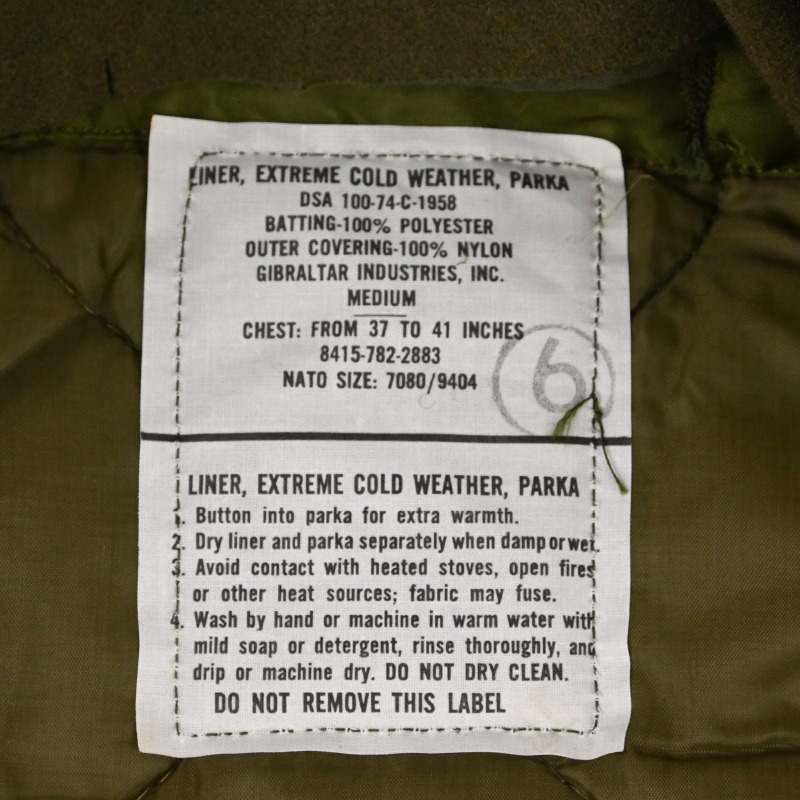 LINER, EXTREME COLD WEATHER, PARKA
DSA 100-74-C-1958
BATTING-100% POLYESTER
OUTER COVERING-100% NYLON
GIBRALTAR INDUSTRIES, INC.
MEDIUM
CHEST: FROM 37 TO 41 INCHES
8415-782-2883
NATO SIZE: 7080/9404
6
LINER, EXTREME COLD WEATHER, PARKA
1. Button into parka for extra warmth.
2. Dry liner and parka separately when damp or wet.
3. Avoid contact with heated stoves, open fires
or other heat sources; fabric may fuse.
4. Wash by hand or machine in warm water with
mild soap or detergent, rinse thoroughly, and
drip or machine dry. DO NOT DRY CLEAN.
DO NOT REMOVE THIS LABEL